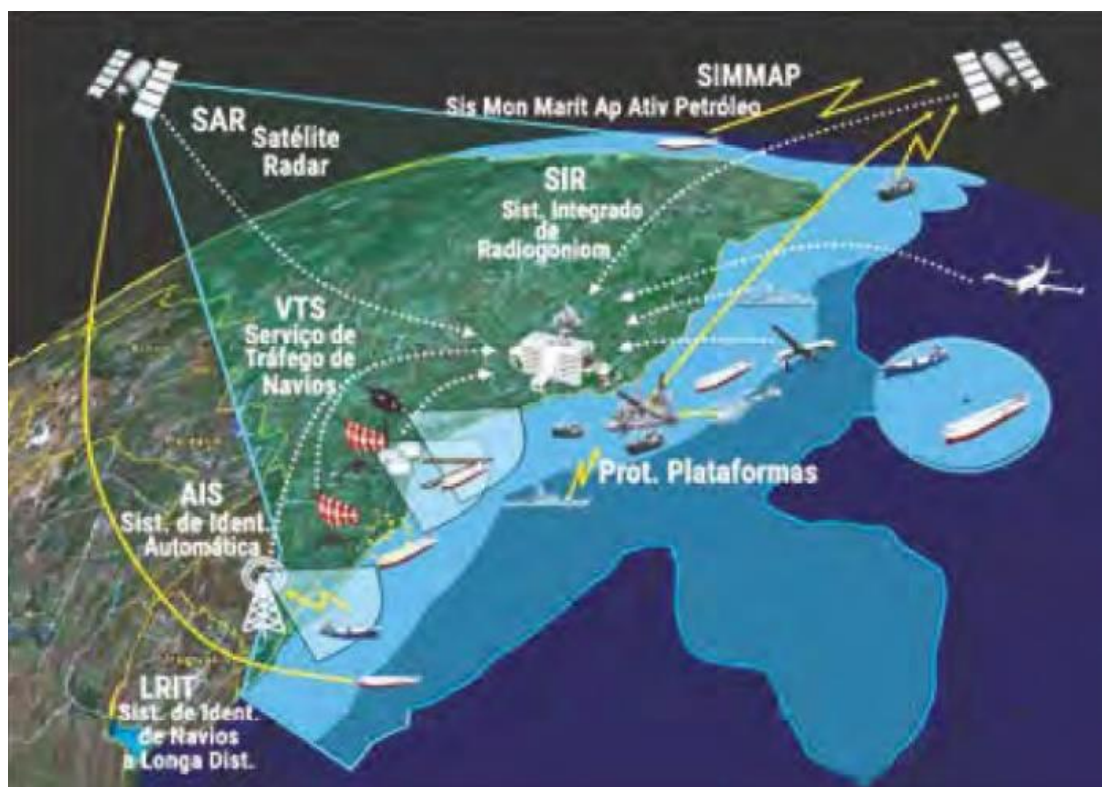 SIMMAP
Sis Mon Marít Ap Ativ Petróleo
SAR
Satélite
Radar
SIR
Sist. Integrado
de
Radiogoniom
VTS
Serviço de
Tráfego de
Navios
Prot. Plataformas
AIS
Sist. de Ident.
Automática
LRIT
Sist. de Ident.
de Navios
a Longa Dist.